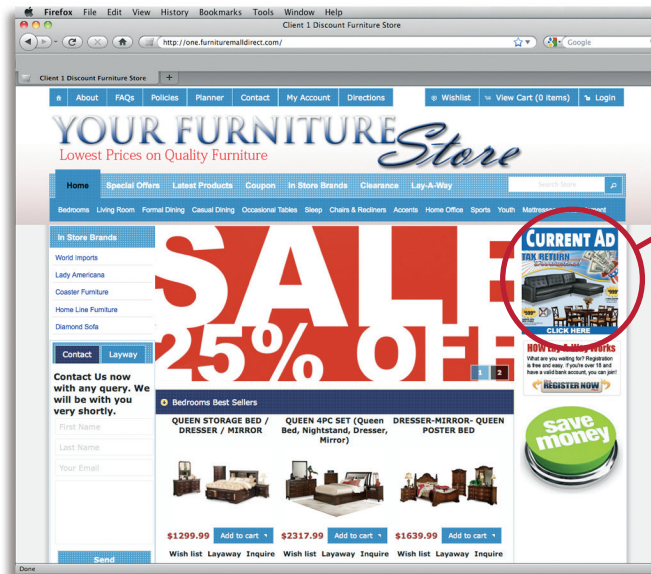 Firefox File Edit View History Bookmarks Tools Window Help
Client 1 Discount Furniture Store
http://one.furnituremalldirect.com/
Google
Client 1 Discount Furniture Store
About FAQs Policies Planner Contact My Account Directions Wishlist View Cart (0 items) Login
YOUR FURNITURE Store
Lowest Prices on Quality Furniture
Home Special Offers Latest Products Coupon In Store Brands Clearance Lay-A-Way Search Store
Bedrooms Living Room Formal Dining Casual Dining Occasional Tables Sleep Chairs & Recliners Accents Home Office Sports Youth
In Store Brands
World Imports
Lady Americana
Coaster Furniture
Home Line Furniture
Diamond Sofa
SALE
25% OFF
1 2
CURRENT AD
TAX RETURN
CLICK HERE
HOW Lay-A-Way Works
What are you waiting for? Registration
is free and easy. If you're over 18 and
have a valid bank account, you can join!
REGISTER NOW
save
money
Contact Layway
Contact Us now
with any query. We
will be with you
very shortly.
First Name
Last Name
Your Email
Send
Bedrooms Best Sellers
QUEEN STORAGE BED /
DRESSER / MIRROR
QUEEN 4PC SET (Queen
Bed, Nightstand, Dresser,
Mirror)
DRESSER-MIRROR- QUEEN
POSTER BED
$1299.99 Add to cart
$2317.99 Add to cart
$1639.99 Add to cart
Wish list Layaway Inquire
Wish list Layaway Inquire
Wish list Layaway Inquire
Done